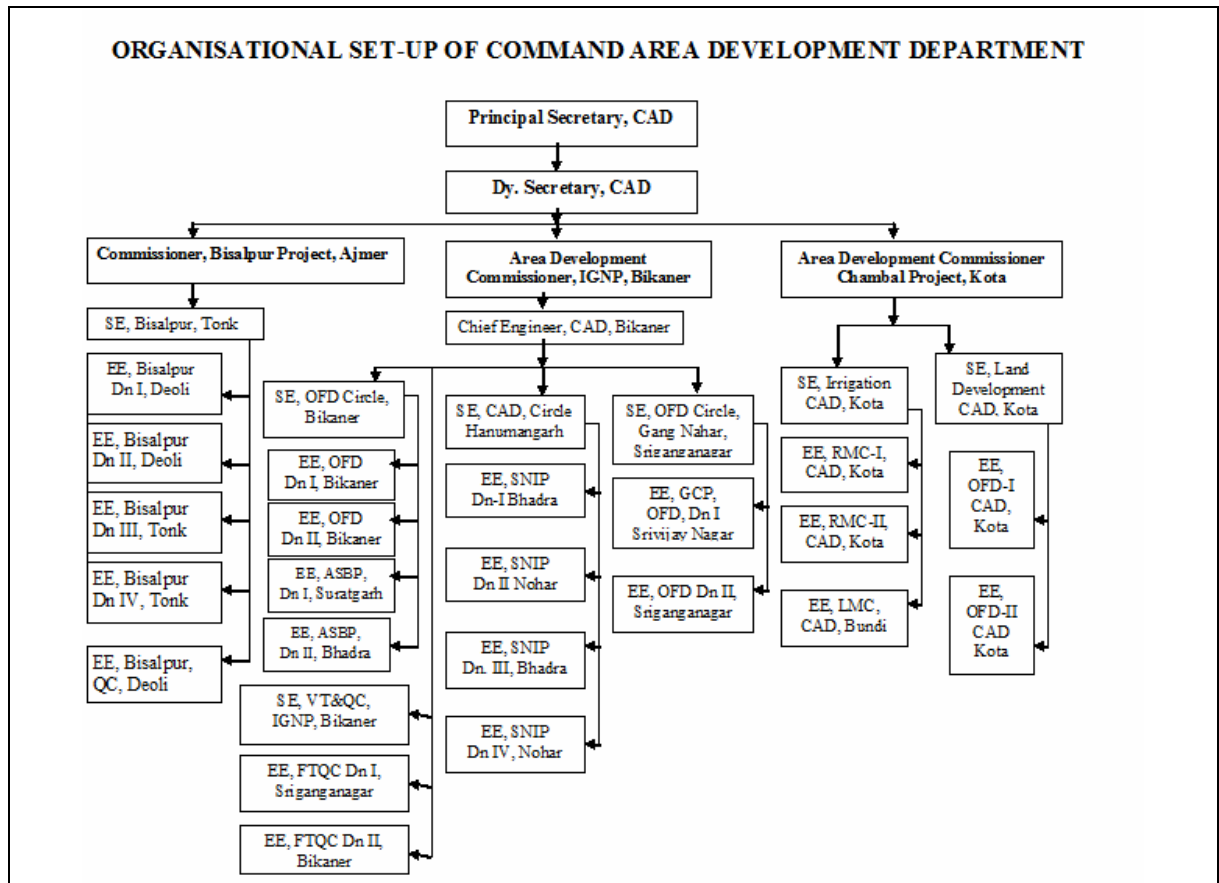 ORGANISATIONAL SET-UP OF COMMAND AREA DEVELOPMENT DEPARTMENT
Principal Secretary, CAD
Dy. Secretary, CAD
Commissioner, Bisalpur Project, Ajmer
Area Development
Commissioner, IGNP, Bikaner
Area Development Commissioner
Chambal Project, Kota
SE, Bisalpur, Tonk
EE, Bisalpur
Dn I, Deoli
EE, Bisalpur
Dn II, Deoli
EE, Bisalpur
Dn III, Tonk
EE, Bisalpur
Dn IV, Tonk
EE, Bisalpur,
QC, Deoli
Chief Engineer, CAD, Bikaner
SE, OFD Circle,
Bikaner
EE, OFD
Dn I, Bikaner
EE, OFD
Dn II, Bikaner
EE, ASBP,
Dn I, Suratgarh
EE, ASBP,
Dn II, Bhadra
SE, VT&QC,
IGNP, Bikaner
EE, FTQC Dn I,
Sriganganagar
EE, FTQC Dn II,
Bikaner
SE, CAD, Circle
Hanumangarh
EE, SNIP
Dn-I Bhadra
EE, SNIP
Dn II Nohar
EE, SNIP
Dn. III, Bhadra
EE, SNIP
Dn IV, Nohar
SE, OFD Circle,
Gang Nahar,
Sriganganagar
EE, GCP,
OFD, Dn I
Srivijay Nagar
EE, OFD Dn II,
Sriganganagar
SE, Irrigation
CAD, Kota
EE, RMC-I,
CAD, Kota
EE, RMC-II,
CAD, Kota
EE, LMC,
CAD, Bundi
SE, Land
Development
CAD, Kota
EE,
OFD-I
CAD,
Kota
EE,
OFD-II
CAD
Kota